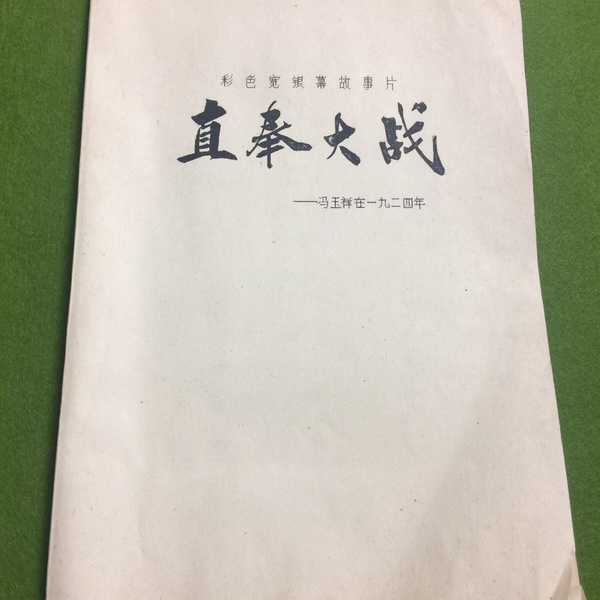 彩色宽银幕故事片
直奉大战
——冯玉祥在一九二四年